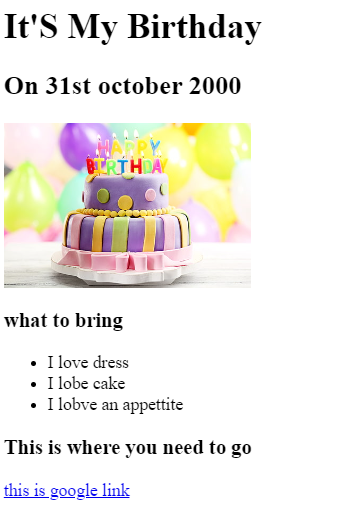 It'S My Birthday
On 31st october 2000
HAPPY
BIRTHDA
what to bring
I love dress
I lobe cake
I lobve an appettite
This is where you need to go
this is google link